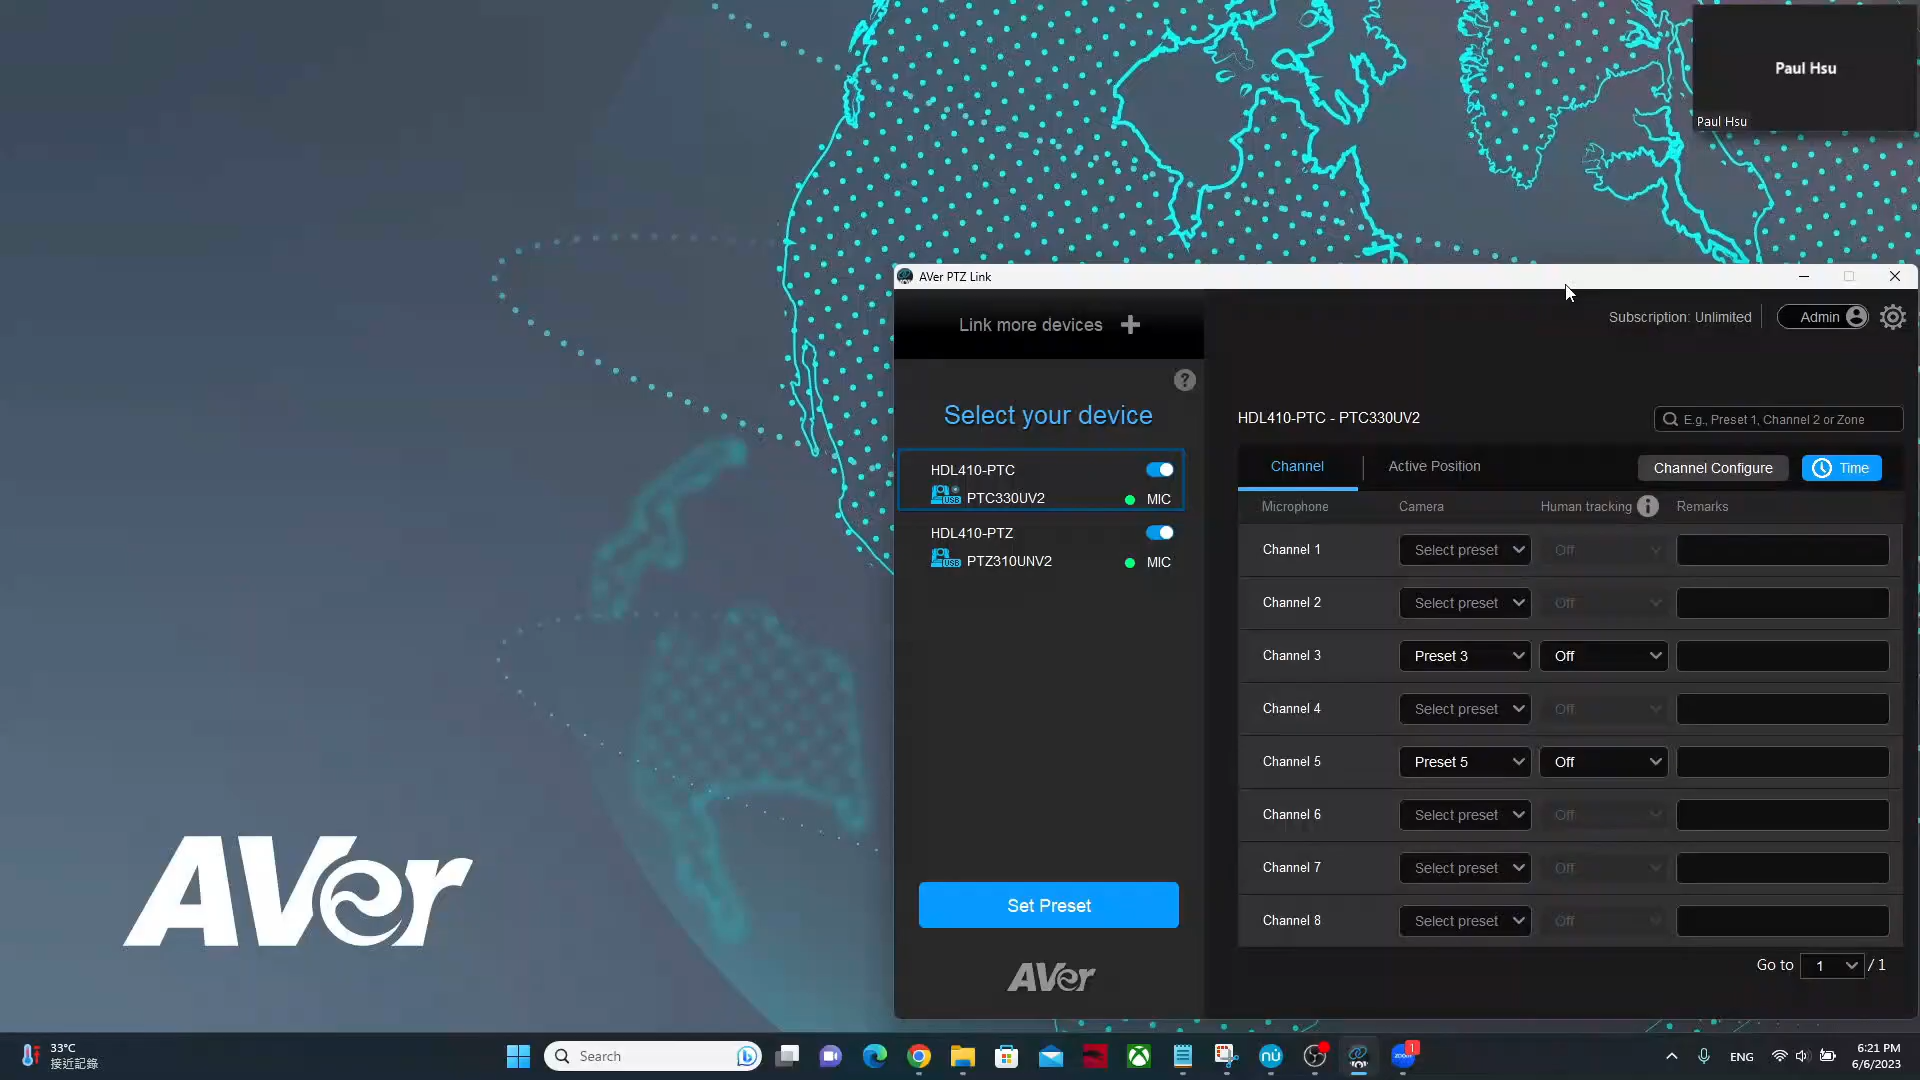 Paul Hsu
Paul Hsu
AVer PTZ Link
Link more devices
Subscription: Unlimited
Admin
?
Select your device
HDL410-PTC
USB
PTC330UV2
MIC
HDL410-PTZ
USB
PTZ310UNV2
MIC
Set Preset
AVer
HDL410-PTC - PTC330UV2
E.g., Preset 1, Channel 2 or Zone
Channel
Active Position
Channel Configure
Time
Microphone
Camera
Human tracking
Remarks
Channel 1
Select preset
Off
Channel 2
Select preset
Off
Channel 3
Preset 3
Off
Channel 4
Select preset
Off
Channel 5
Preset 5
Off
Channel 6
Select preset
Off
Channel 7
Select preset
Off
Channel 8
Select preset
Off
Go to 1 / 1
AVer
33°C
接近記錄
Search
nu
zoom
1
ENG
6:21 PM
6/6/2023